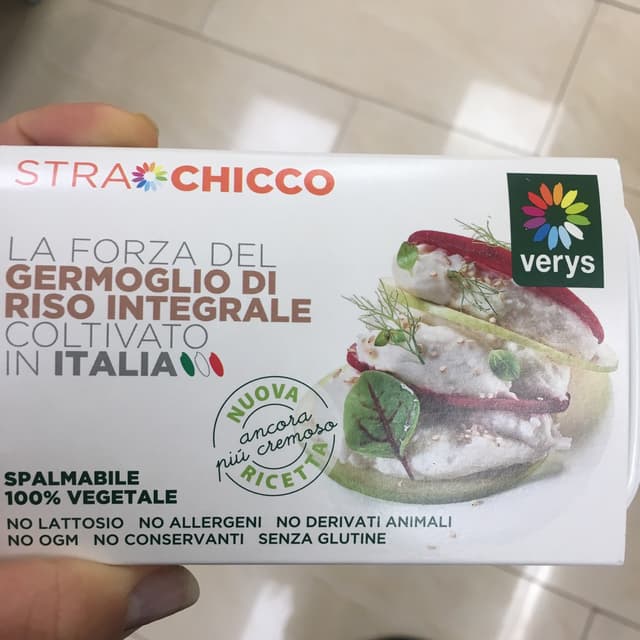 STRA CHICCO
verys
LA FORZA DEL
GERMOGLIO DI
RISO INTEGRALE
COLTIVATO
IN ITALIA
NUOVA
ancora
più cremoso
RICETTA
SPALMABILE
100% VEGETALE
NO LATTOSIO NO ALLERGENI NO DERIVATI ANIMALI
NO OGM NO CONSERVANTI SENZA GLUTINE